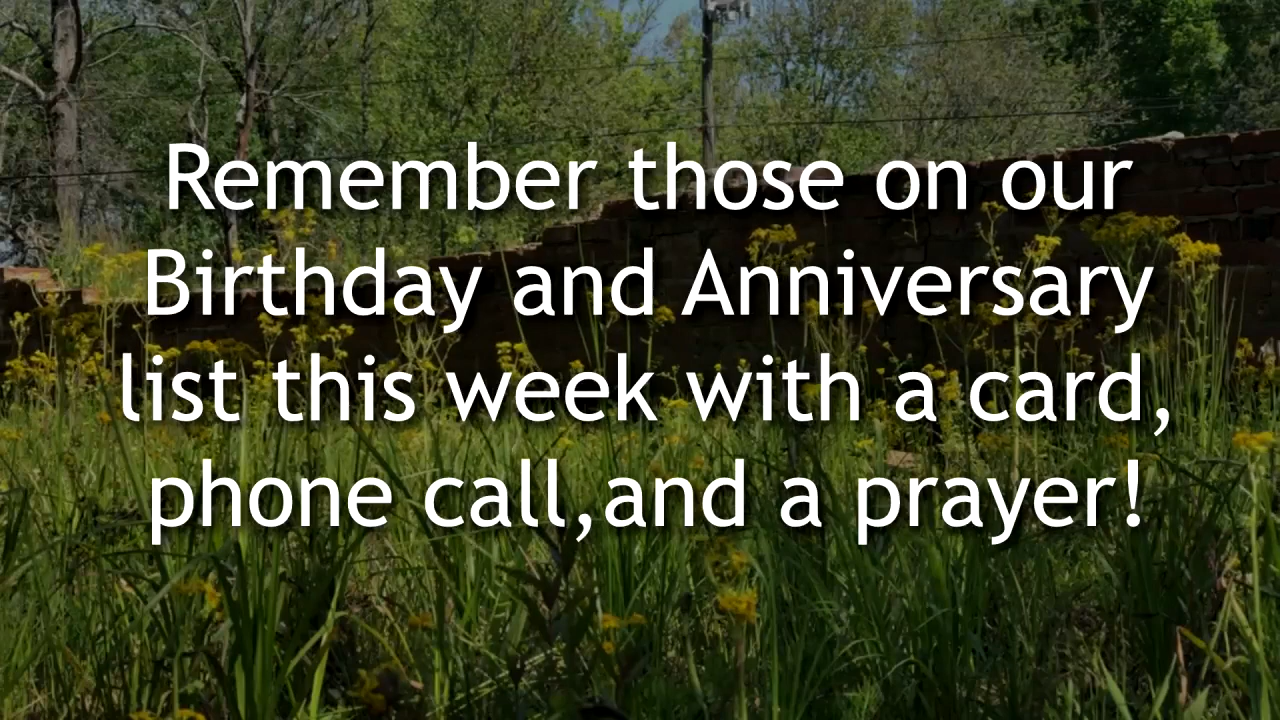 Remember those on our
Birthday and Anniversary
list this week with a card,
phone call,and a prayer!